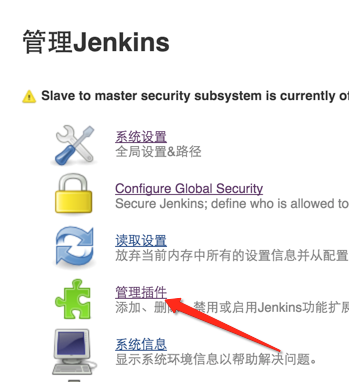 管理Jenkins
Slave to master security subsystem is currently
系统设置
全局设置&路径
Configure Global Security
Secure Jenkins; define who is allowed to
读取设置
放弃当前内存中所有的设置信息并从配置
管理插件
添加、删 禁用或启用Jenkins功能扩
系统信息
显示系统环境信息以帮助解决问题。